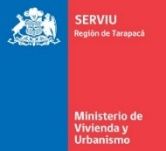 SERVIU
Región de Tarapacá
Ministerio de
Vivienda y
Urbanismo